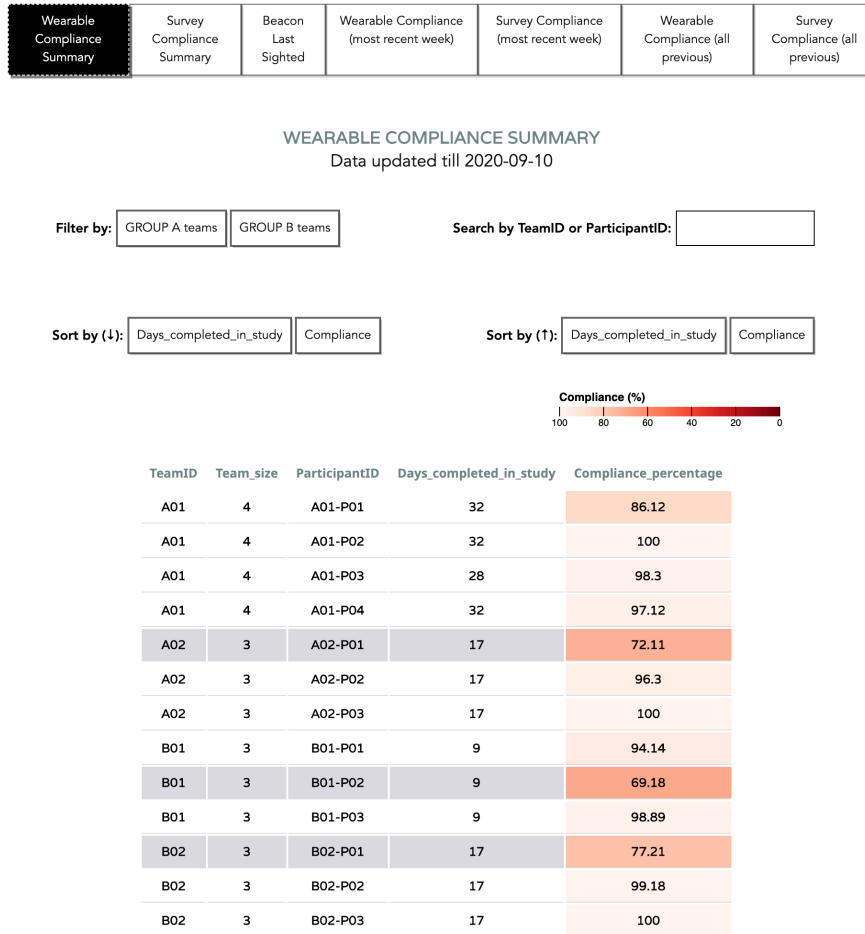 Wearable
Compliance
Summary
Survey
Compliance
Summary
Beacon
Last
Sighted
Wearable Compliance
(most recent week)
Survey Compliance
(most recent week)
Wearable
Compliance (all
previous)
Survey
Compliance (all
previous)
WEARABLE COMPLIANCE SUMMARY
Data updated till 2020-09-10
Filter by: GROUP A teams GROUP B teams Search by TeamID or ParticipantID:
Sort by (↓): Days_completed_in_study Compliance Sort by (↑): Days_completed_in_study Compliance
Compliance (%)
100 80 60 40 20 0
TeamID Team_size ParticipantID Days_completed_in_study Compliance_percentage
A01 4 A01-P01 32 86.12
A01 4 A01-P02 32 100
A01 4 A01-P03 28 98.3
A01 4 A01-P04 32 97.12
A02 3 A02-P01 17 72.11
A02 3 A02-P02 17 96.3
A02 3 A02-P03 17 100
B01 3 B01-P01 9 94.14
B01 3 B01-P02 9 69.18
B01 3 B01-P03 9 98.89
B02 3 B02-P01 17 77.21
B02 3 B02-P02 17 99.18
B02 3 B02-P03 17 100